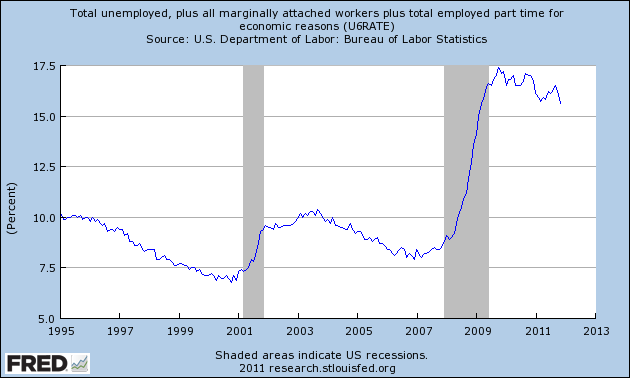 Total unemployed, plus all marginally attached workers plus total employed part time for
economic reasons (U6RATE)
Source: U.S. Department of Labor: Bureau of Labor Statistics
17.5
15.0
12.5
10.0
7.5
5.0
(Percent)
1995 1997 1999 2001 2003 2005 2007 2009 2011 2013
Shaded areas indicate US recessions.
FRED
2011 research.stlouisfed.org